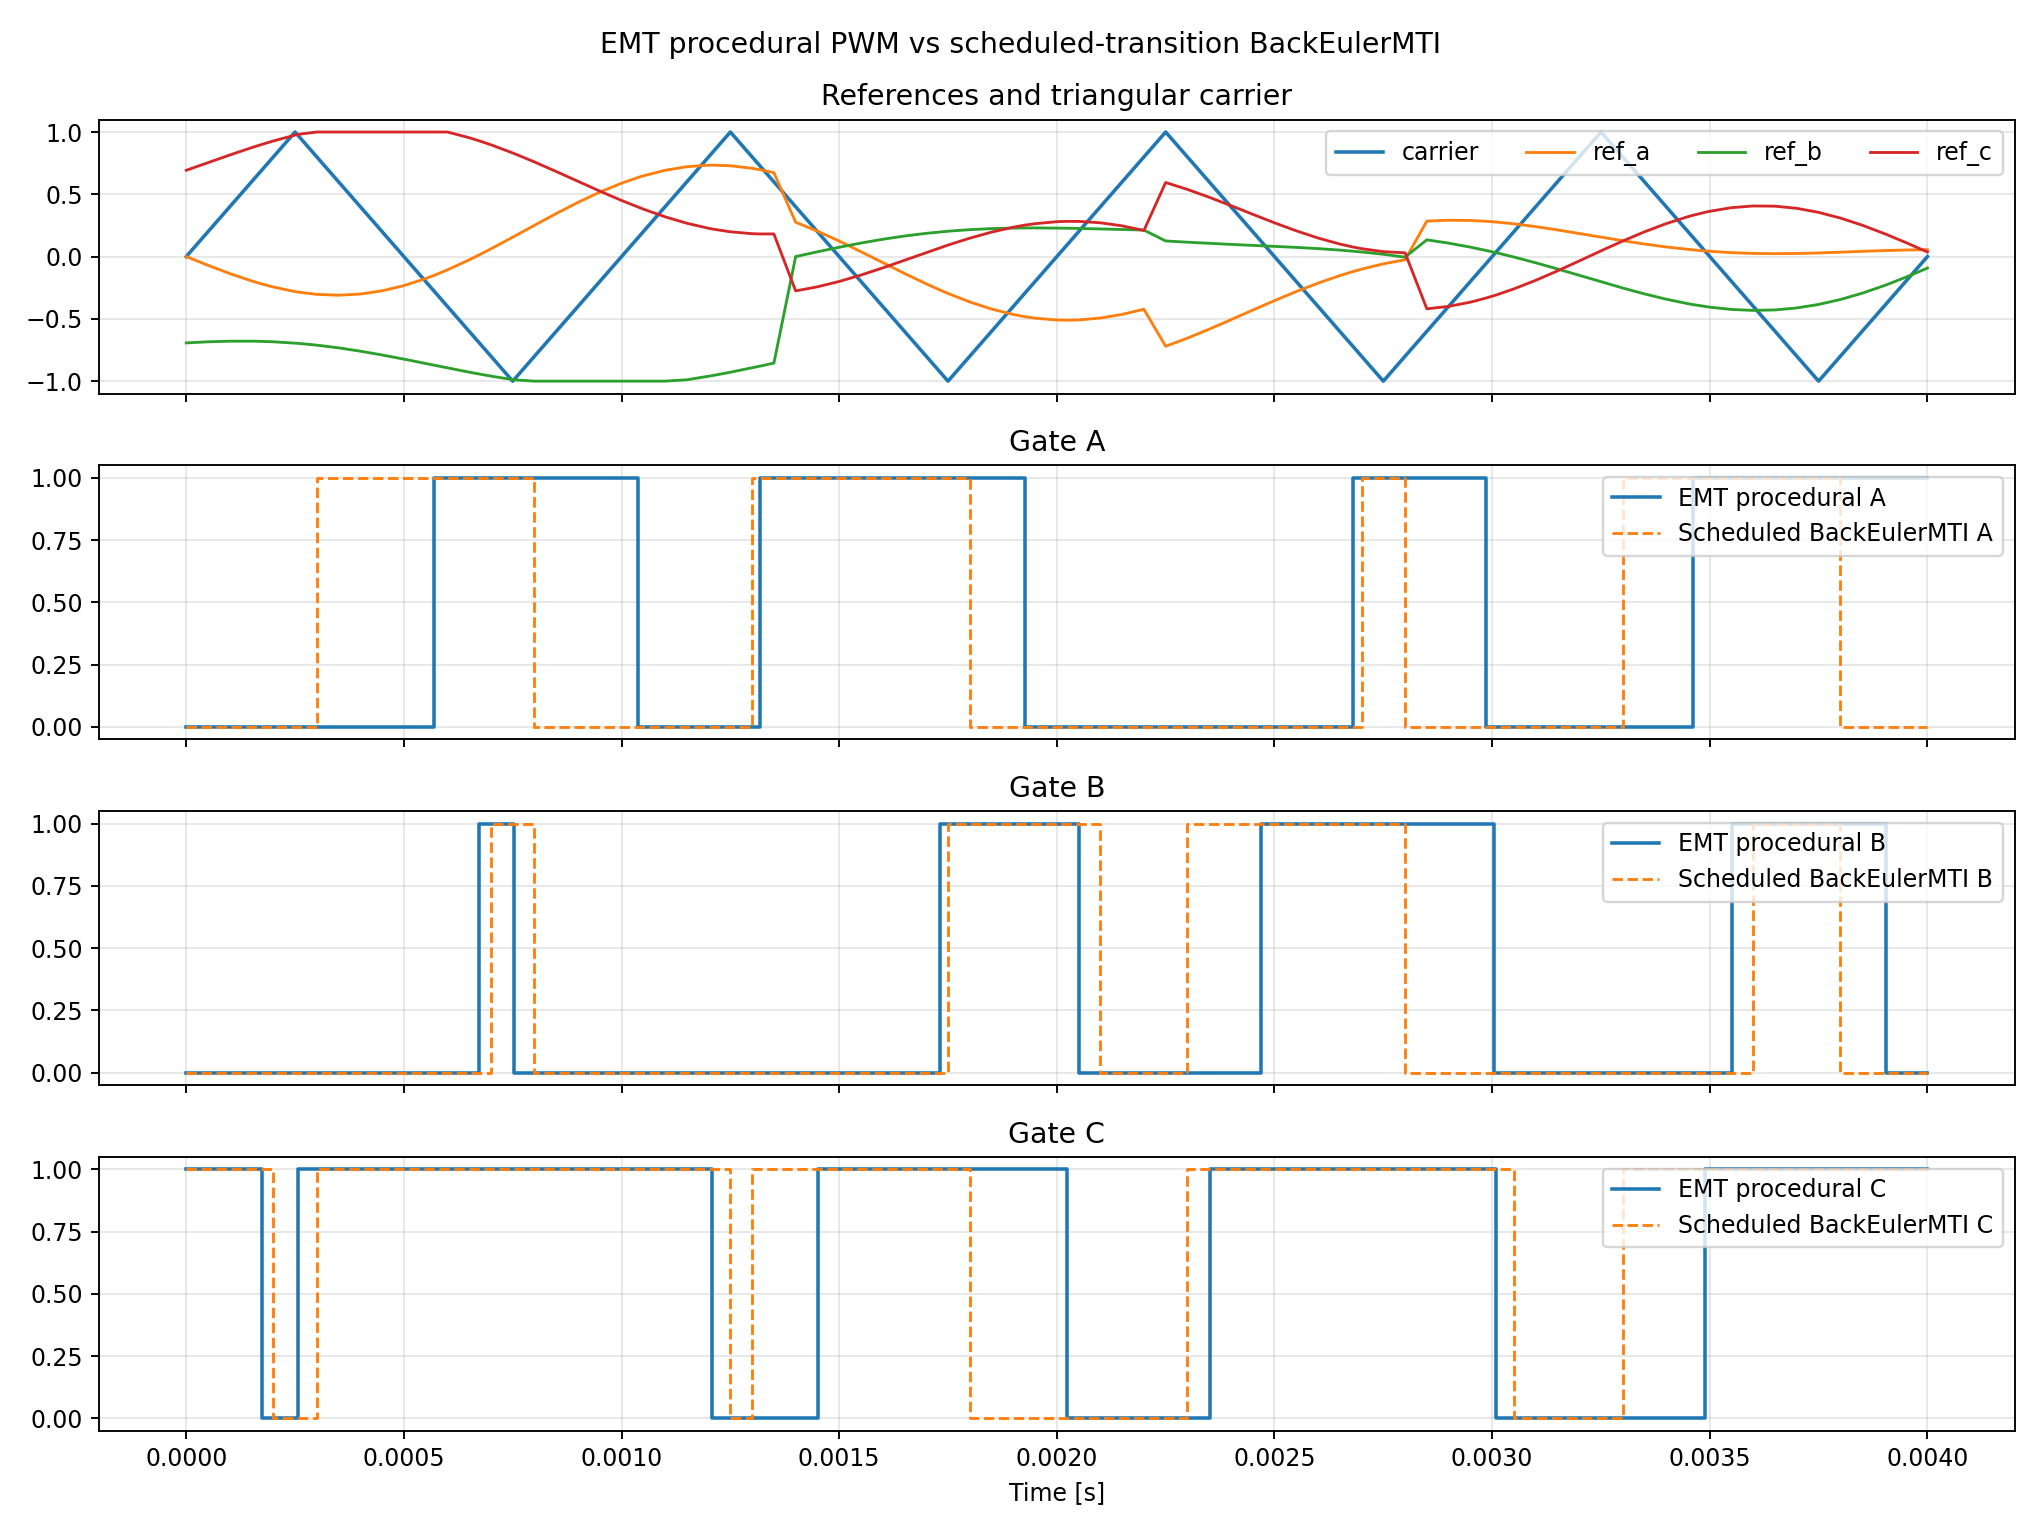 EMT procedural PWM vs scheduled-transition BackEulerMTI
References and triangular carrier
1.0
0.5
0.0
−0.5
−1.0
carrier ref_a ref_b ref_c
Gate A
1.00
0.75
0.50
0.25
0.00
EMT procedural A
Scheduled BackEulerMTI A
Gate B
1.00
0.75
0.50
0.25
0.00
EMT procedural B
Scheduled BackEulerMTI B
Gate C
1.00
0.75
0.50
0.25
0.00
EMT procedural C
Scheduled BackEulerMTI C
0.0000 0.0005 0.0010 0.0015 0.0020 0.0025 0.0030 0.0035 0.0040
Time [s]